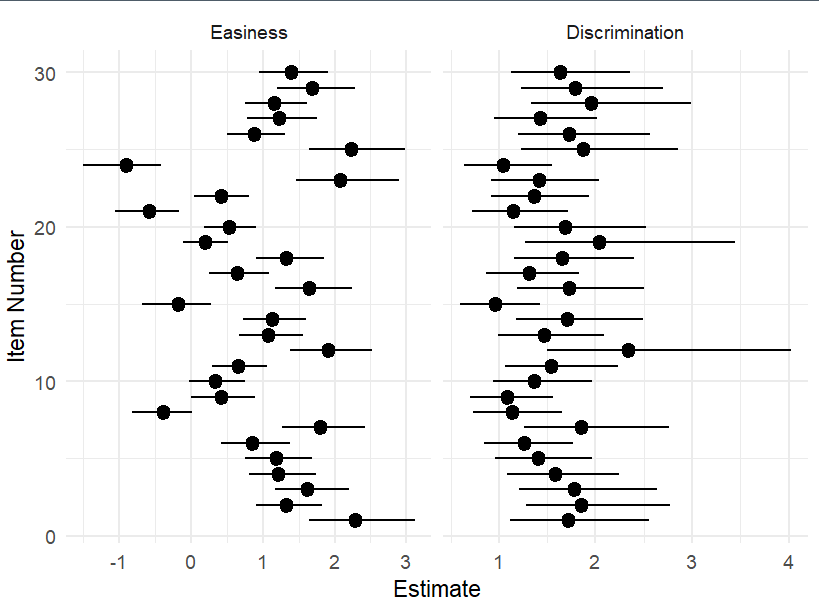 Easiness Discrimination
30
20
10
0
Item Number
-1 0 1 2 3 1 2 3 4
Estimate